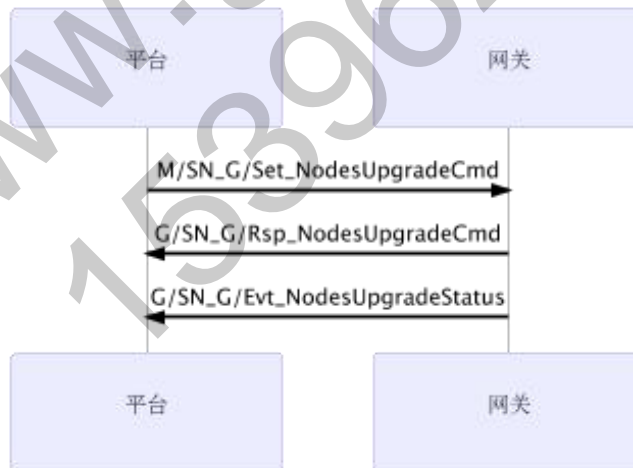 平台
网关
M/SN_G/Set_NodesUpgradeCmd
G/SN_G/Rsp_NodesUpgradeCmd
G/SN_G/Evt_NodesUpgradeStatus
平台
网关